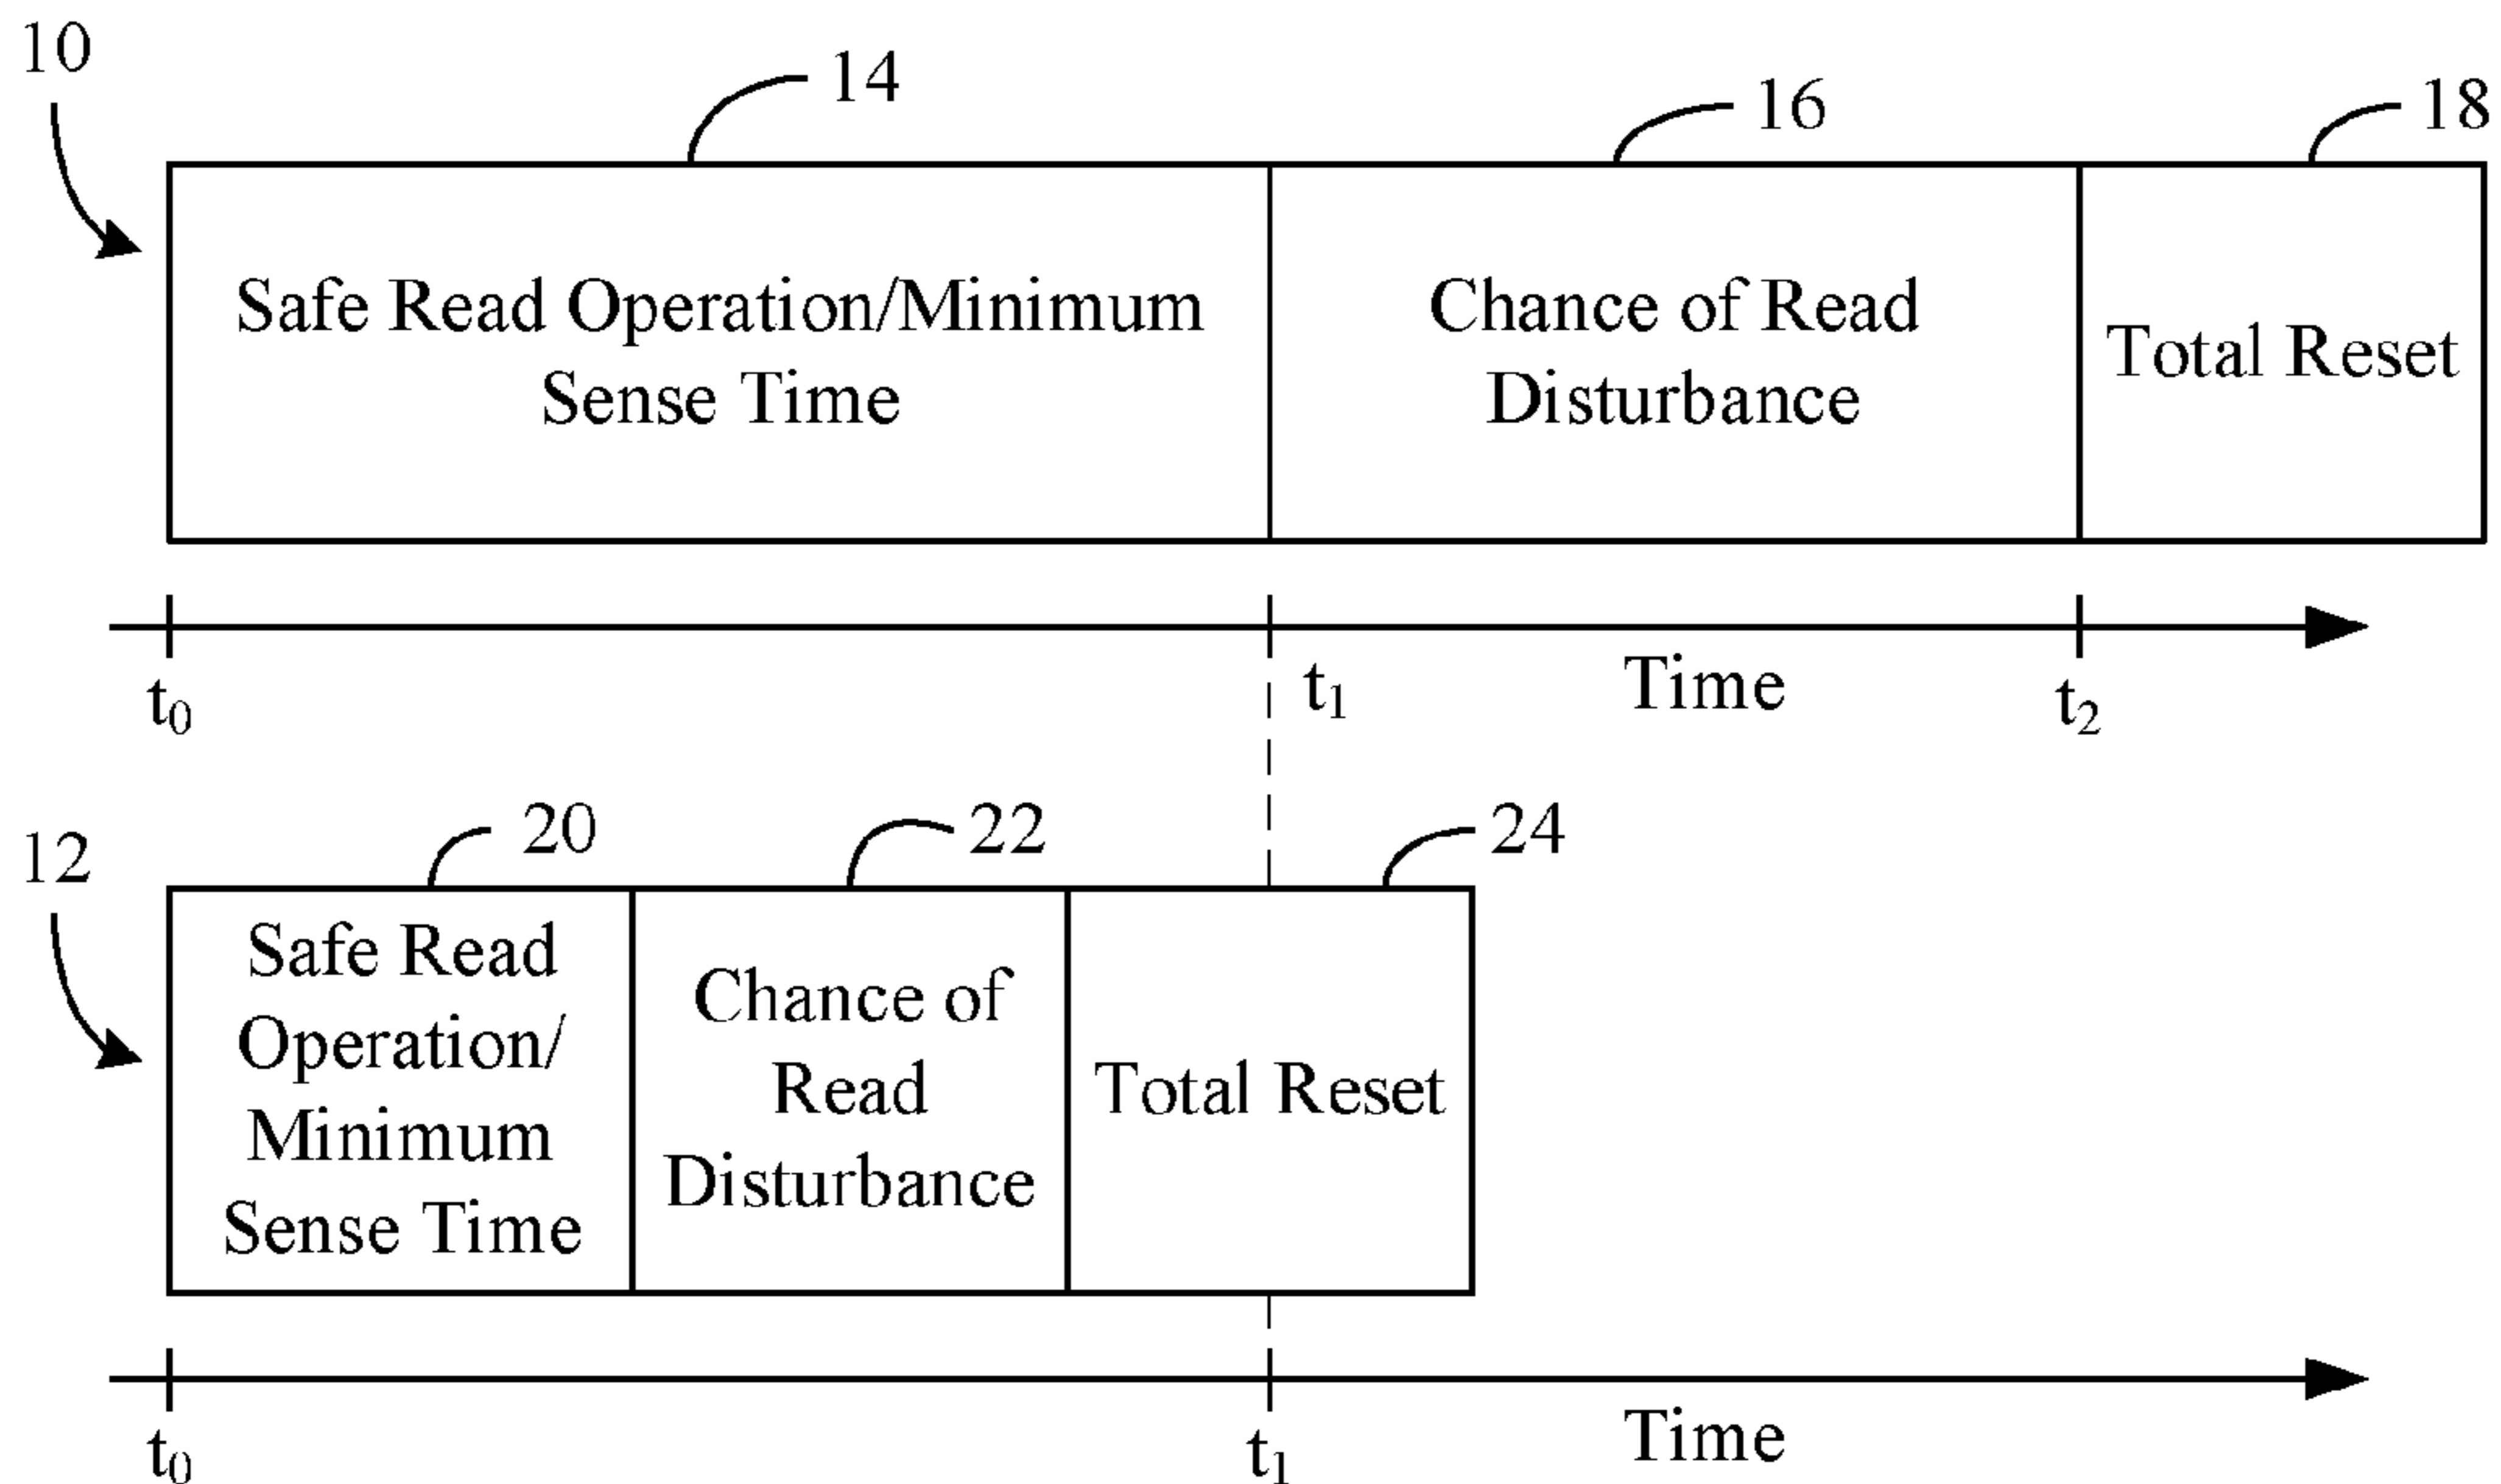 10
14
16
18
Safe Read Operation/Minimum
Sense Time
Chance of Read
Disturbance
Total Reset
t0
t1
Time
t2
12
20
22
24
Safe Read
Operation/
Minimum
Sense Time
Chance of
Read
Disturbance
Total Reset
t0
t1
Time